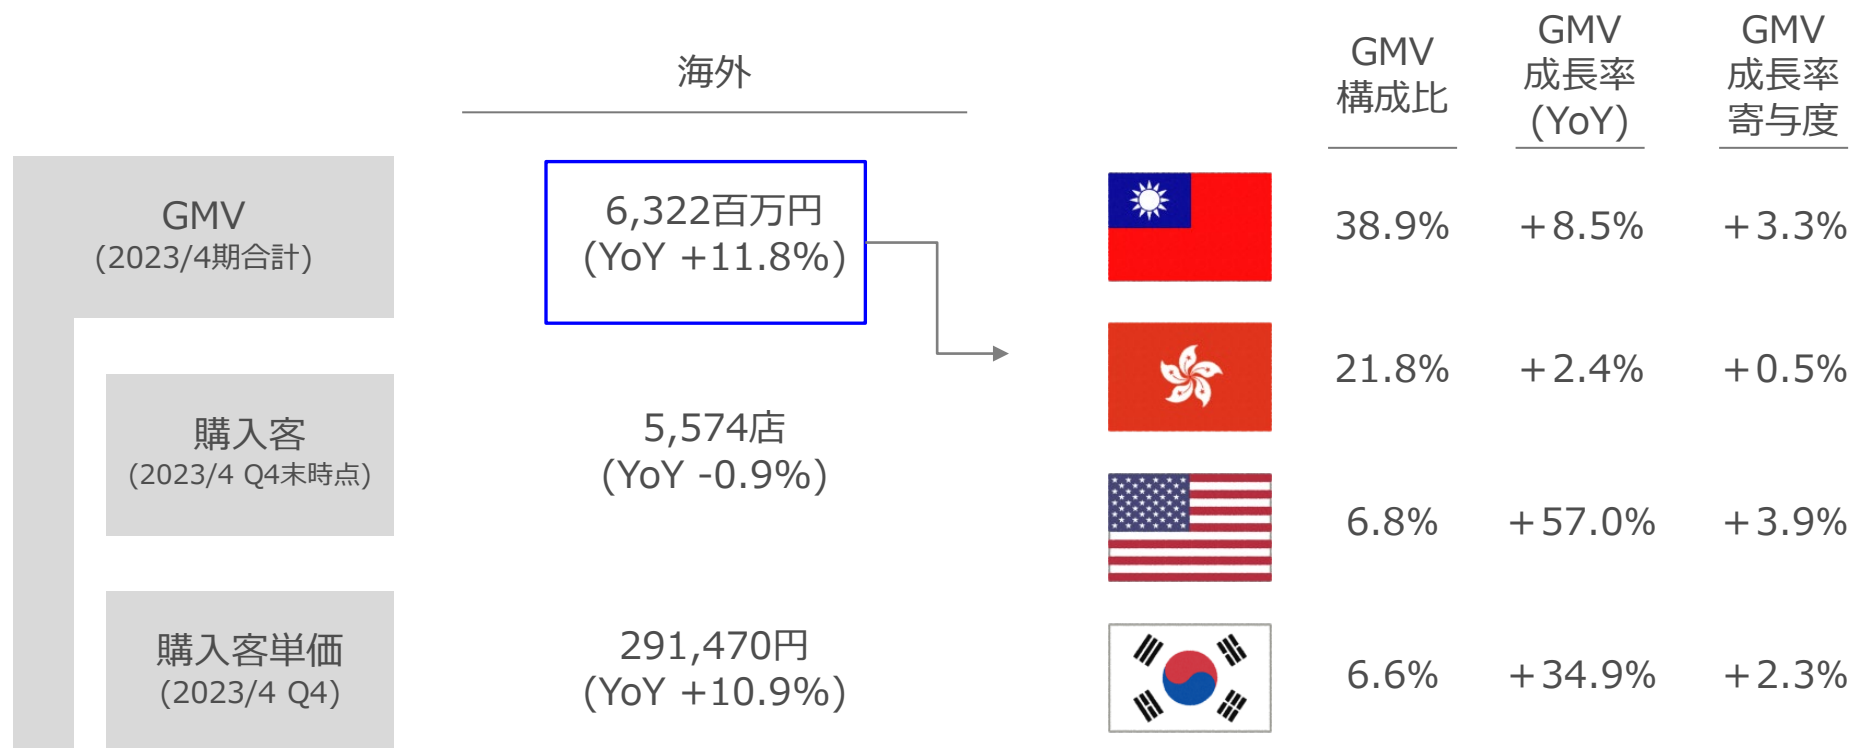 海外
GMV
構成比
GMV
成長率
(YoY)
GMV
成長率
寄与度
GMV
(2023/4期合計)
6,322百万円
(YoY +11.8%)
38.9%
+8.5%
+3.3%
21.8%
+2.4%
+0.5%
購入客
(2023/4 Q4末時点)
5,574店
(YoY -0.9%)
6.8%
+57.0%
+3.9%
購入客単価
(2023/4 Q4)
291,470円
(YoY +10.9%)
6.6%
+34.9%
+2.3%